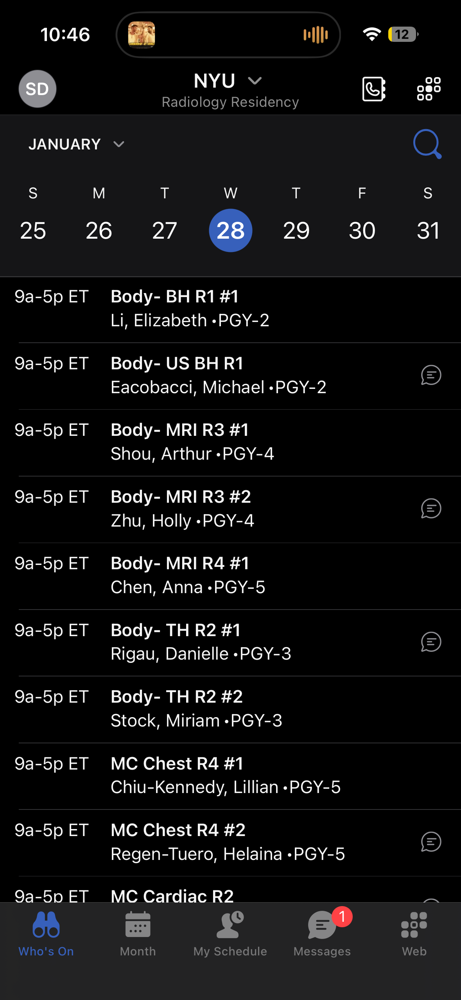 10:46
12
SD
NYU
Radiology Residency
JANUARY
S M T W T F S
25 26 27 28 29 30 31
9a-5p ET Body- BH R1 #1
Li, Elizabeth •PGY-2
9a-5p ET Body- US BH R1
Eacobacci, Michael •PGY-2
9a-5p ET Body- MRI R3 #1
Shou, Arthur •PGY-4
9a-5p ET Body- MRI R3 #2
Zhu, Holly •PGY-4
9a-5p ET Body- MRI R4 #1
Chen, Anna •PGY-5
9a-5p ET Body- TH R2 #1
Rigau, Danielle •PGY-3
9a-5p ET Body- TH R2 #2
Stock, Miriam •PGY-3
9a-5p ET MC Chest R4 #1
Chiu-Kennedy, Lillian •PGY-5
9a-5p ET MC Chest R4 #2
Regen-Tuero, Helaina •PGY-5
9a-5p ET MC Cardiac R2
1
Who's On Month My Schedule Messages Web